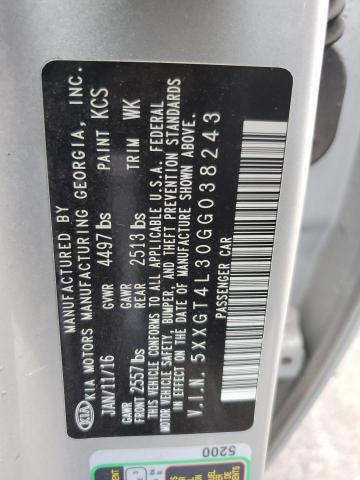 MANUFACTURED BY
KIA KIA MOTORS MANUFACTURING GEORGIA, INC.
JAN/11/16 GVWR 4497 lbs PAINT KCS
GAWR FRONT 2557 lbs GAWR REAR 2513 lbs TRIM WK
THIS VEHICLE CONFORMS TO ALL APPLICABLE U.S.A. FEDERAL
MOTOR VEHICLE SAFETY, BUMPER, AND THEFT PREVENTION STANDARDS
IN EFFECT ON THE DATE OF MANUFACTURE SHOWN ABOVE.
V.I.N. 5XXGT4L30GG038243
PASSENGER CAR
5200